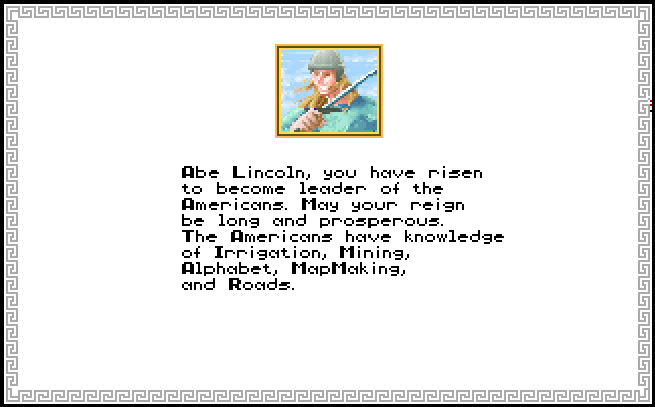 Abe Lincoln, you have risen
to become leader of the
Americans. May your reign
be long and prosperous.
The Americans have knowledge
of Irrigation, Mining,
Alphabet, MapMaking,
and Roads.